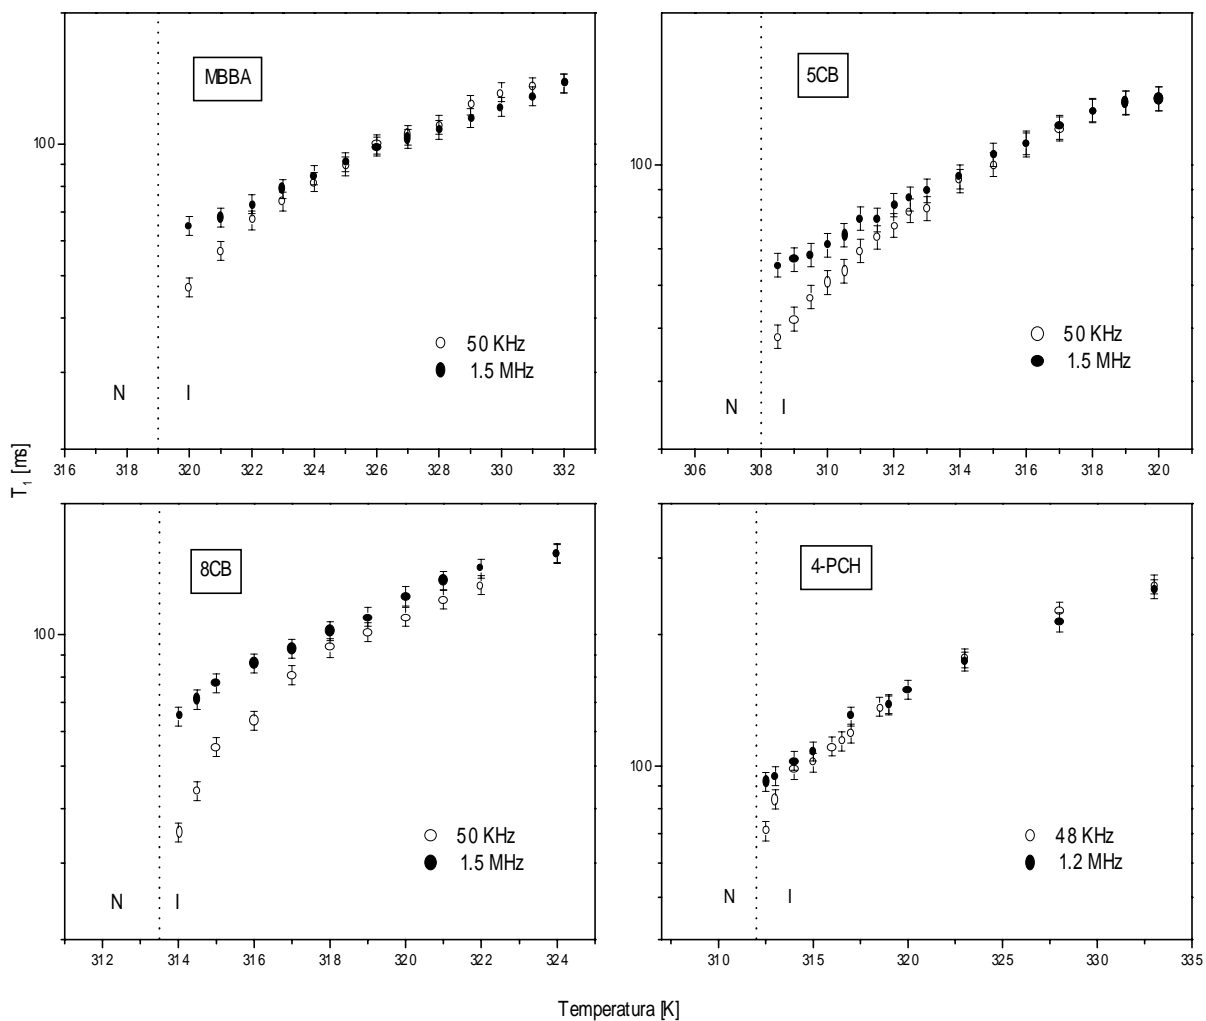 MBBA
100
50 KHz
1.5 MHz
N I
316 318 320 322 324 326 328 330 332
5CB
100
50 KHz
1.5 MHz
N I
306 308 310 312 314 316 318 320
T1 [ms]
8CB
100
50 KHz
1.5 MHz
N I
312 314 316 318 320 322 324
4-PCH
100
48 KHz
1.2 MHz
N I
310 315 320 325 330 335
Temperatura [K]